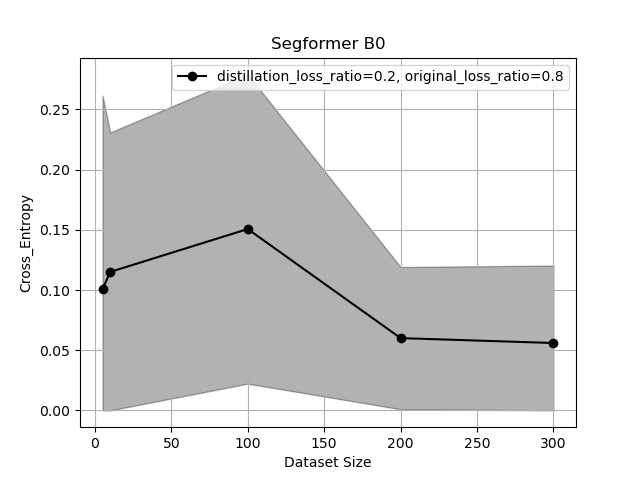 Segformer B0
distillation_loss_ratio=0.2, original_loss_ratio=0.8
0.25
0.20
0.15
0.10
0.05
0.00
Cross_Entropy
0 50 100 150 200 250 300
Dataset Size